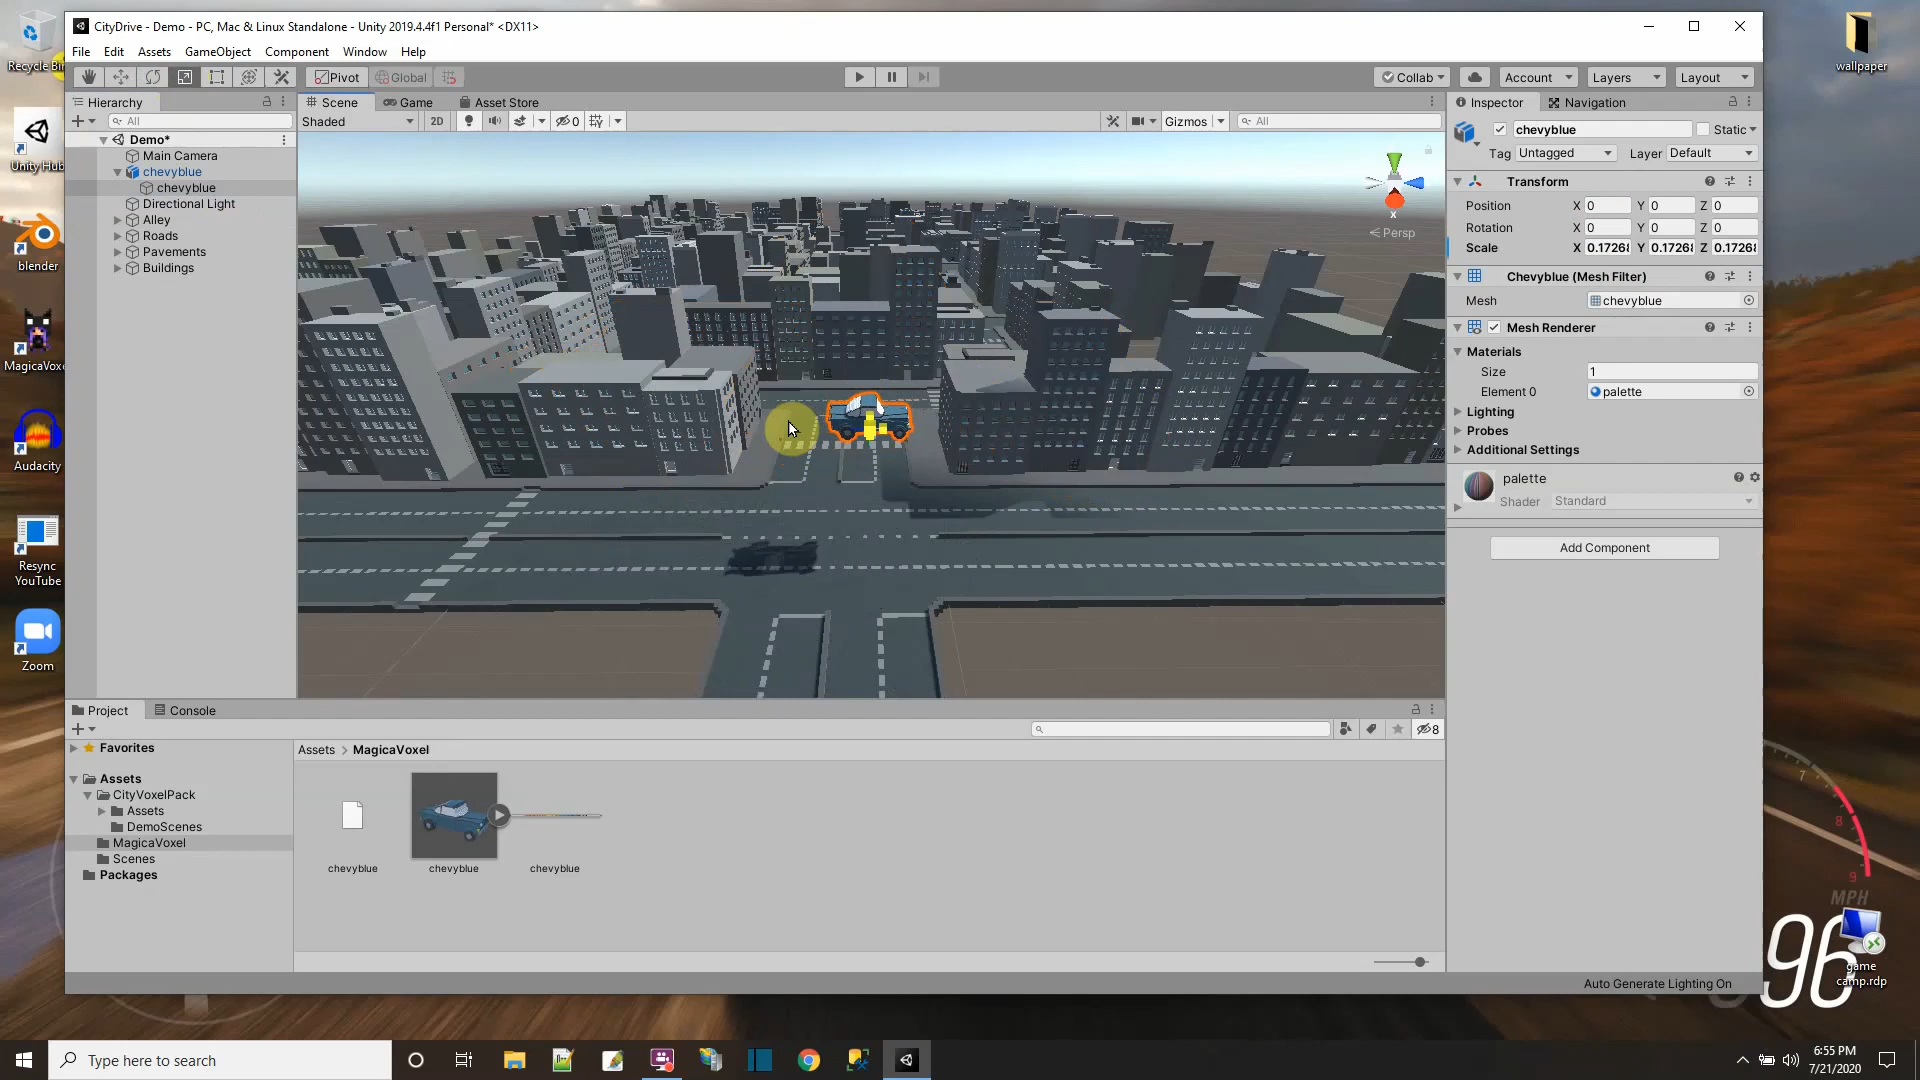 CityDrive - Demo - PC, Mac & Linux Standalone - Unity 2019.4.4f1 Personal* <DX11>
File Edit Assets GameObject Component Window Help
Pivot Global Collab Account Layers Layout
Hierarchy
All
Demo*
Main Camera
chevyblue
chevyblue
Directional Light
Alley
Roads
Pavements
Buildings
Scene Game Asset Store
Shaded 2D 0 Gizmos All
x
Persp
Inspector Navigation
chevyblue Static
Tag Untagged Layer Default
Transform
Position X 0 Y 0 Z 0
Rotation X 0 Y 0 Z 0
Scale X 0.1726 Y 0.1726 Z 0.1726
Chevyblue (Mesh Filter)
Mesh chevyblue
Mesh Renderer
Materials
Size 1
Element 0 palette
Lighting
Probes
Additional Settings
palette
Shader Standard
Add Component
Project Console
8
Favorites
Assets
CityVoxelPack
Assets
DemoScenes
MagicaVoxel
Scenes
Packages
Assets > MagicaVoxel
chevyblue chevyblue chevyblue
Auto Generate Lighting On
Recycle Bin
Unity Hub
blender
MagicaVoxe
Audacity
Resync
YouTube
Zoom
wallpaper
7
8
9
MPH
96
game
camp.rdp
Type here to search
6:55 PM
7/21/2020